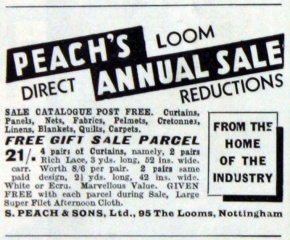 PEACH'S LOOM
DIRECT ANNUAL SALE
REDUCTIONS
SALE CATALOGUE POST FREE. Curtains,
Panels, Nets, Fabrics, Pelmets, Cretonnes,
Linens, Blankets, Quilts, Carpets.
FREE GIFT SALE PARCEL
21/- 4 pairs of Curtains, namely, 2 pairs
Rich Lace, 3 yds. long, 52 ins. wide.
carr. Worth 8/6 per pair. 2 pairs same
paid design, 2½ yds. long, 42 ins. wide.
White or Ecru. Marvellous Value. GIVEN
FREE with each parcel during Sale, Large
Super Filet Afternoon Cloth.
FROM THE
HOME
OF THE
INDUSTRY
S. PEACH & SONS, Ltd., 95 The Looms, Nottingham